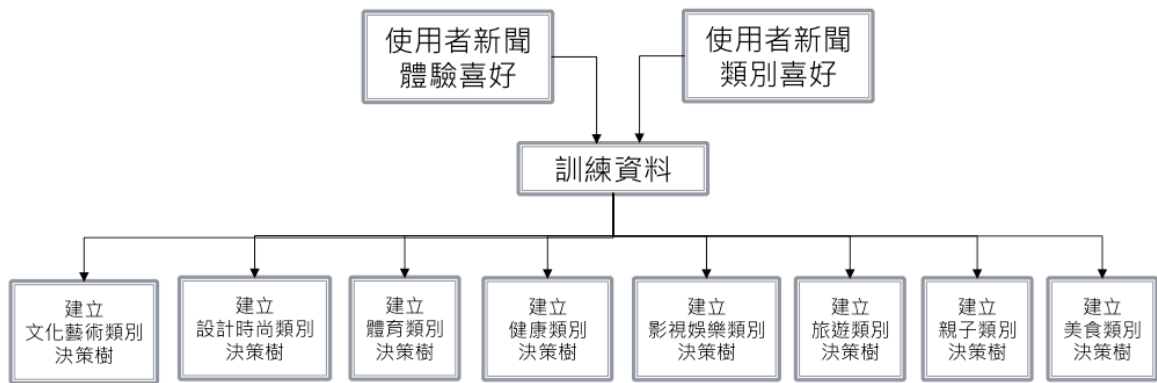 使用者新聞
體驗喜好
使用者新聞
類別喜好
訓練資料
建立
文化藝術類別
決策樹
建立
設計時尚類別
決策樹
建立
體育類別
決策樹
建立
健康類別
決策樹
建立
影視娛樂類別
決策樹
建立
旅遊類別
決策樹
建立
親子類別
決策樹
建立
美食類別
決策樹